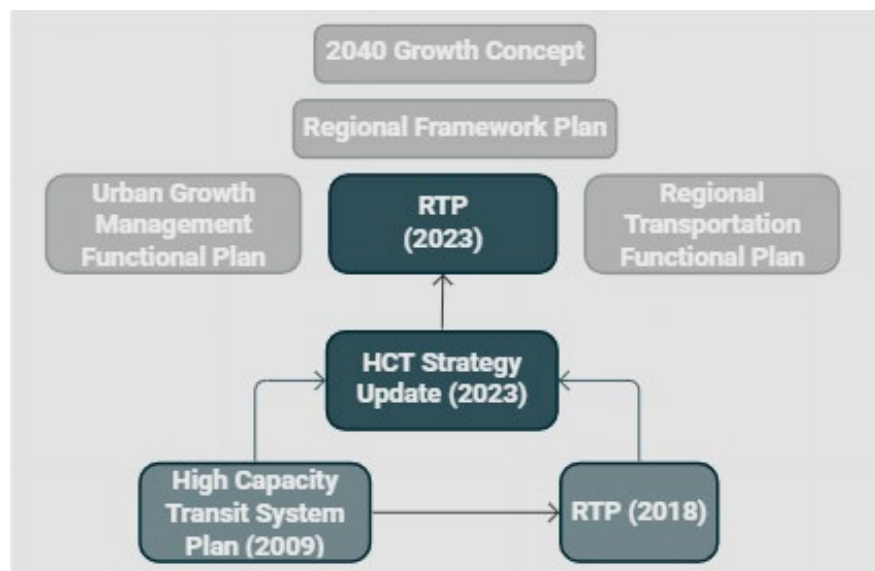 2040 Growth Concept
Regional Framework Plan
Urban Growth
Management
Functional Plan
RTP
(2023)
Regional
Transportation
Functional Plan
HCT Strategy
Update (2023)
High Capacity
Transit System
Plan (2009)
RTP (2018)